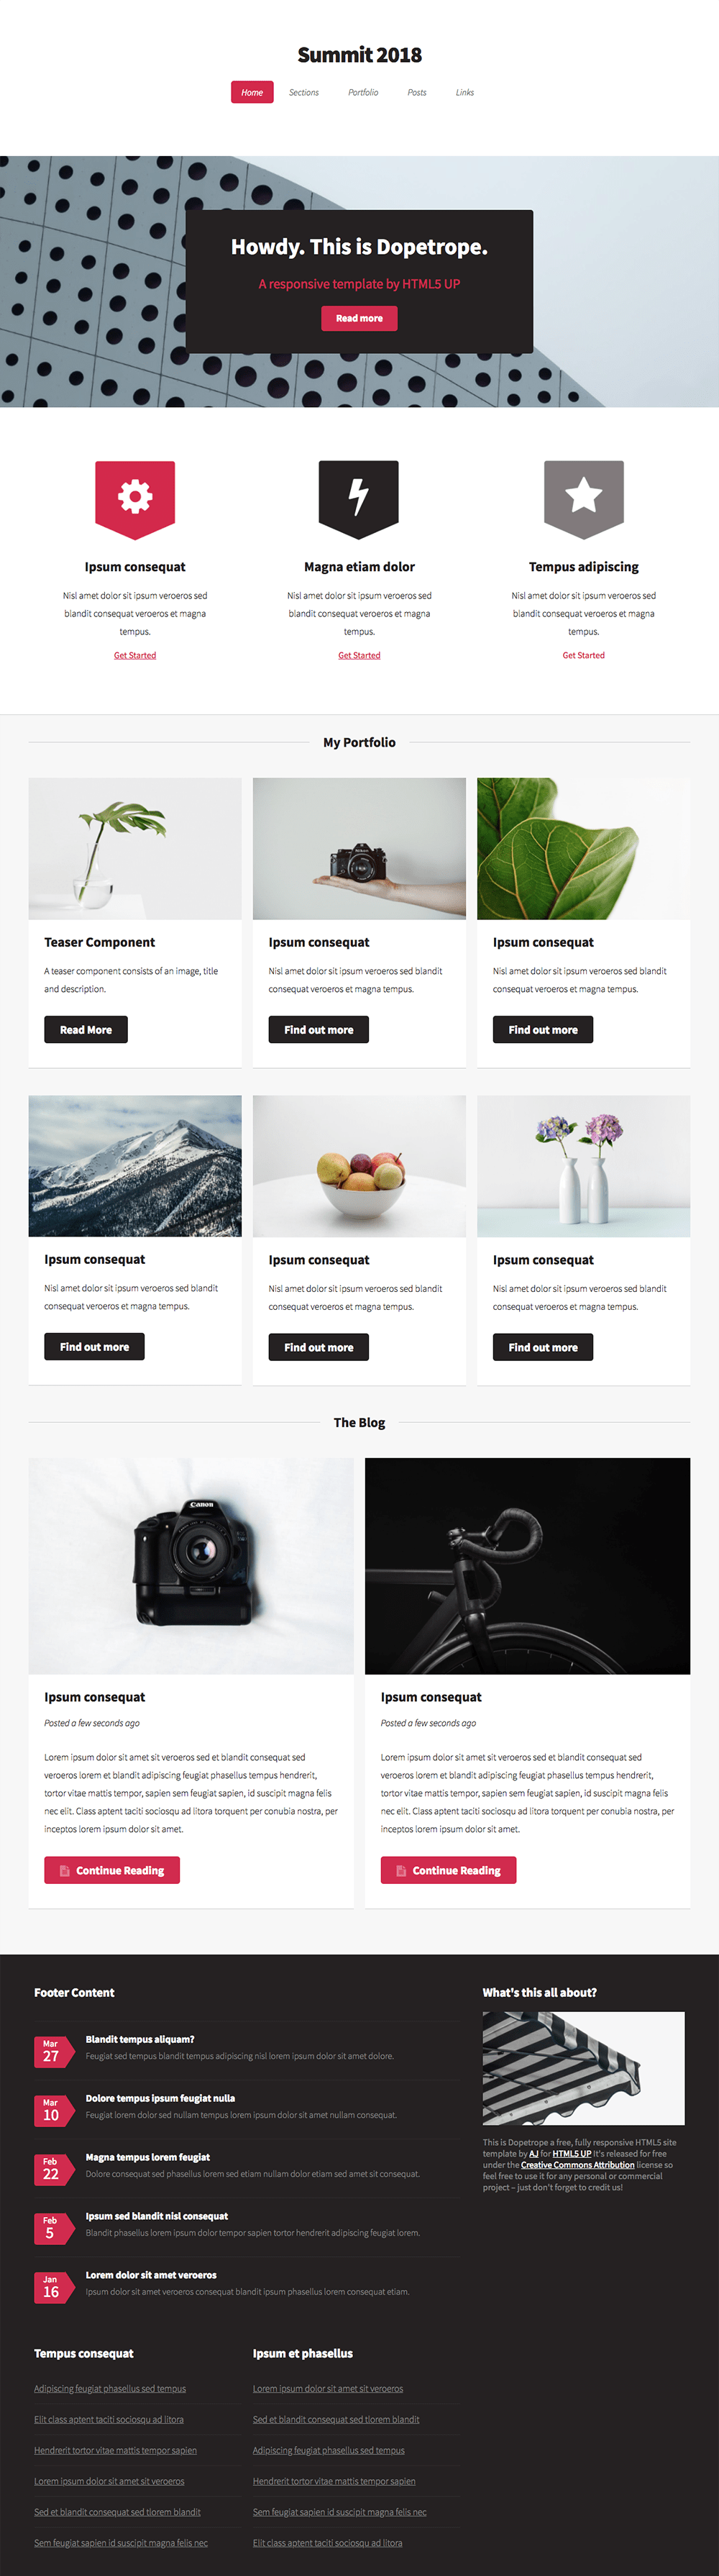 Summit 2018
Home Sections Portfolio Posts Links
Howdy. This is Dopetrope.
A responsive template by HTML5 UP
Read more
Ipsum consequat
Nisl amet dolor sit ipsum veroeros sed
blandit consequat veroeros et magna
tempus.
Get Started
Magna etiam dolor
Nisl amet dolor sit ipsum veroeros sed
blandit consequat veroeros et magna
tempus.
Get Started
Tempus adipiscing
Nisl amet dolor sit ipsum veroeros sed
blandit consequat veroeros et magna
tempus.
Get Started
My Portfolio
Teaser Component
A teaser component consists of an image, title
and description.
Read More
Ipsum consequat
Nisl amet dolor sit ipsum veroeros sed blandit
consequat veroeros et magna tempus.
Find out more
Ipsum consequat
Nisl amet dolor sit ipsum veroeros sed blandit
consequat veroeros et magna tempus.
Find out more
Ipsum consequat
Nisl amet dolor sit ipsum veroeros sed blandit
consequat veroeros et magna tempus.
Find out more
Ipsum consequat
Nisl amet dolor sit ipsum veroeros sed blandit
consequat veroeros et magna tempus.
Find out more
Ipsum consequat
Nisl amet dolor sit ipsum veroeros sed blandit
consequat veroeros et magna tempus.
Find out more
The Blog
Canon
Ipsum consequat
Posted a few seconds ago
Lorem ipsum dolor sit amet sit veroeros sed et blandit consequat sed
veroeros lorem et blandit adipiscing feugiat phasellus tempus hendrerit,
tortor vitae mattis tempor, sapien sem feugiat sapien, id suscipit magna felis
nec elit. Class aptent taciti sociosqu ad litora torquent per conubia nostra, per
inceptos lorem ipsum dolor sit amet.
Continue Reading
Ipsum consequat
Posted a few seconds ago
Lorem ipsum dolor sit amet sit veroeros sed et blandit consequat sed
veroeros lorem et blandit adipiscing feugiat phasellus tempus hendrerit,
tortor vitae mattis tempor, sapien sem feugiat sapien, id suscipit magna felis
nec elit. Class aptent taciti sociosqu ad litora torquent per conubia nostra, per
inceptos lorem ipsum dolor sit amet.
Continue Reading
Footer Content
Mar
27
Blandit tempus aliquam?
Feugiat sed tempus blandit tempus adipiscing nisl lorem ipsum dolor sit amet dolore.
Mar
10
Dolore tempus ipsum feugiat nulla
Feugiat lorem dolor sed nullam tempus lorem ipsum dolor sit amet nullam consequat.
Feb
22
Magna tempus lorem feugiat
Dolore consequat sed phasellus lorem sed etiam nullam dolor etiam sed amet sit consequat.
Feb
5
Ipsum sed blandit nisl consequat
Blandit phasellus lorem ipsum dolor tempor sapien tortor hendrerit adipiscing feugiat lorem.
Jan
16
Lorem dolor sit amet veroeros
Ipsum dolor sit amet veroeros consequat blandit ipsum phasellus lorem consequat etiam.
What's this all about?
This is Dopetrope a free, fully responsive HTML5 site
template by AJ for HTML5 UP It's released for free
under the Creative Commons Attribution license so
feel free to use it for any personal or commercial
project – just don't forget to credit us!
Tempus consequat
Adipiscing feugiat phasellus sed tempus
Elit class aptent taciti sociosqu ad litora
Hendrerit tortor vitae mattis tempor sapien
Lorem ipsum dolor sit amet sit veroeros
Sed et blandit consequat sed tlorem blandit
Sem feugiat sapien id suscipit magna felis nec
Ipsum et phasellus
Lorem ipsum dolor sit amet sit veroeros
Sed et blandit consequat sed tlorem blandit
Adipiscing feugiat phasellus sed tempus
Hendrerit tortor vitae mattis tempor sapien
Sem feugiat sapien id suscipit magna felis nec
Elit class aptent taciti sociosqu ad litora